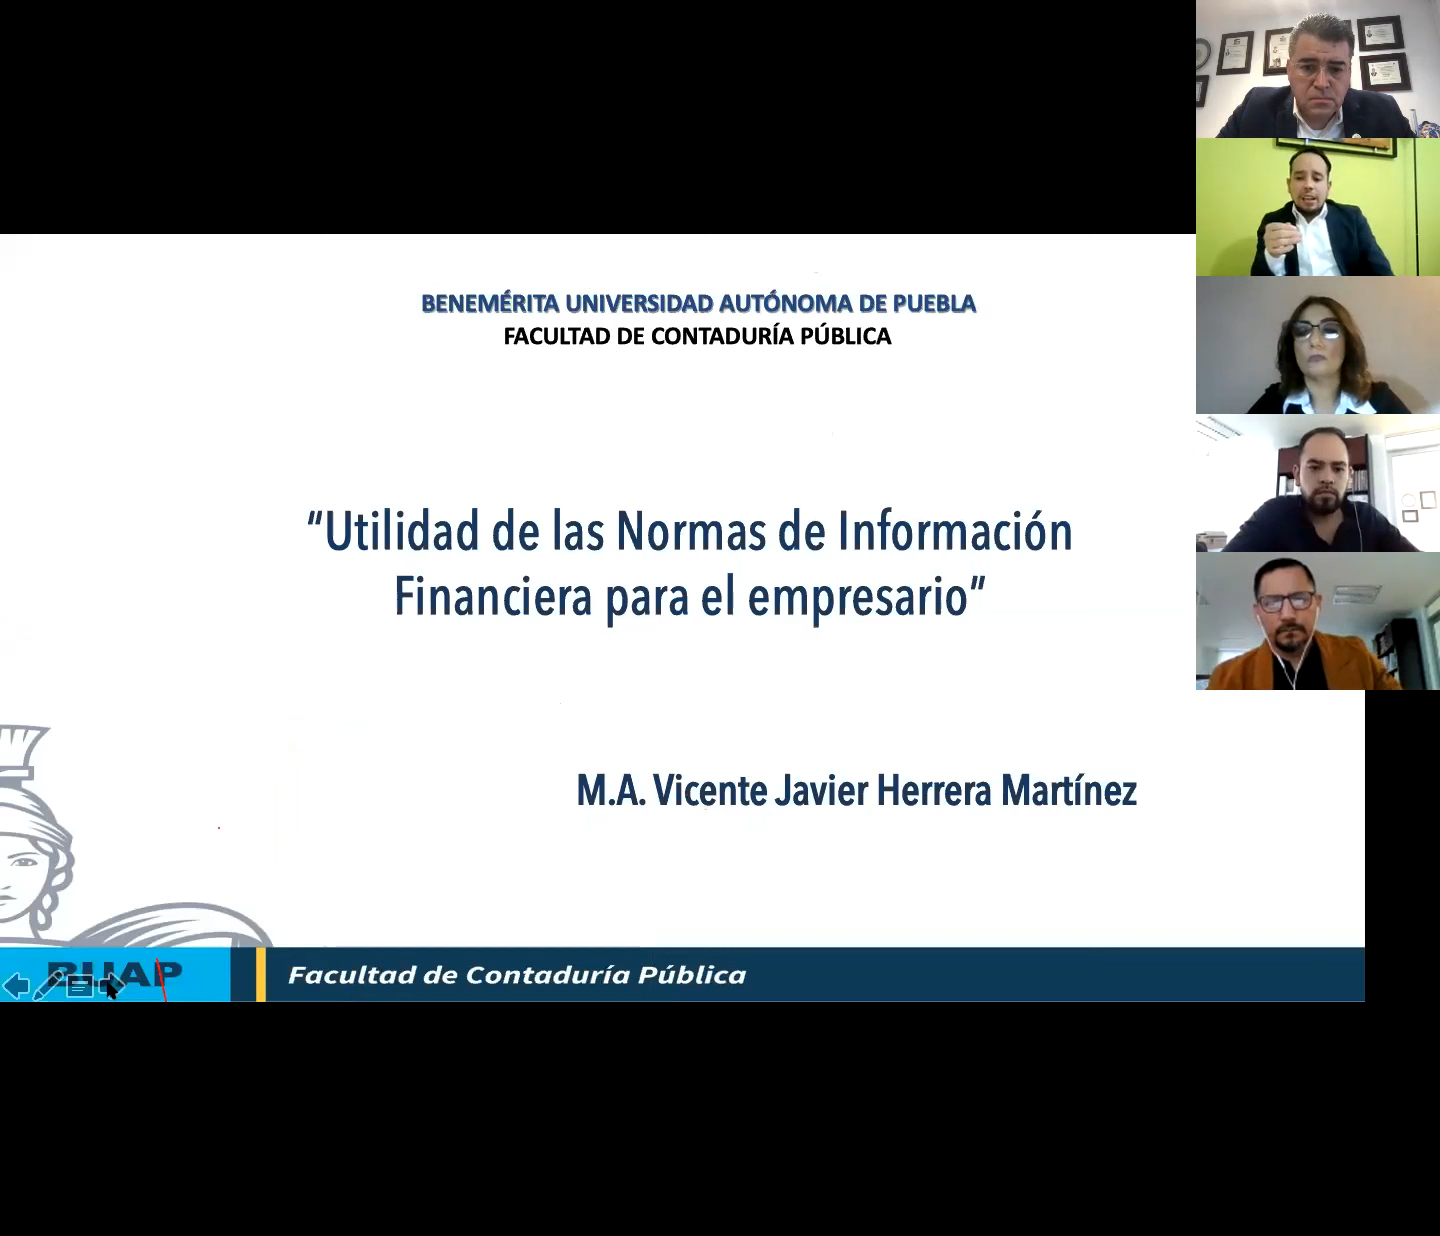 BENEMÉRITA UNIVERSIDAD AUTÓNOMA DE PUEBLA
FACULTAD DE CONTADURÍA PÚBLICA
“Utilidad de las Normas de Información
Financiera para el empresario”
M.A. Vicente Javier Herrera Martínez
BUAP
Facultad de Contaduría Pública